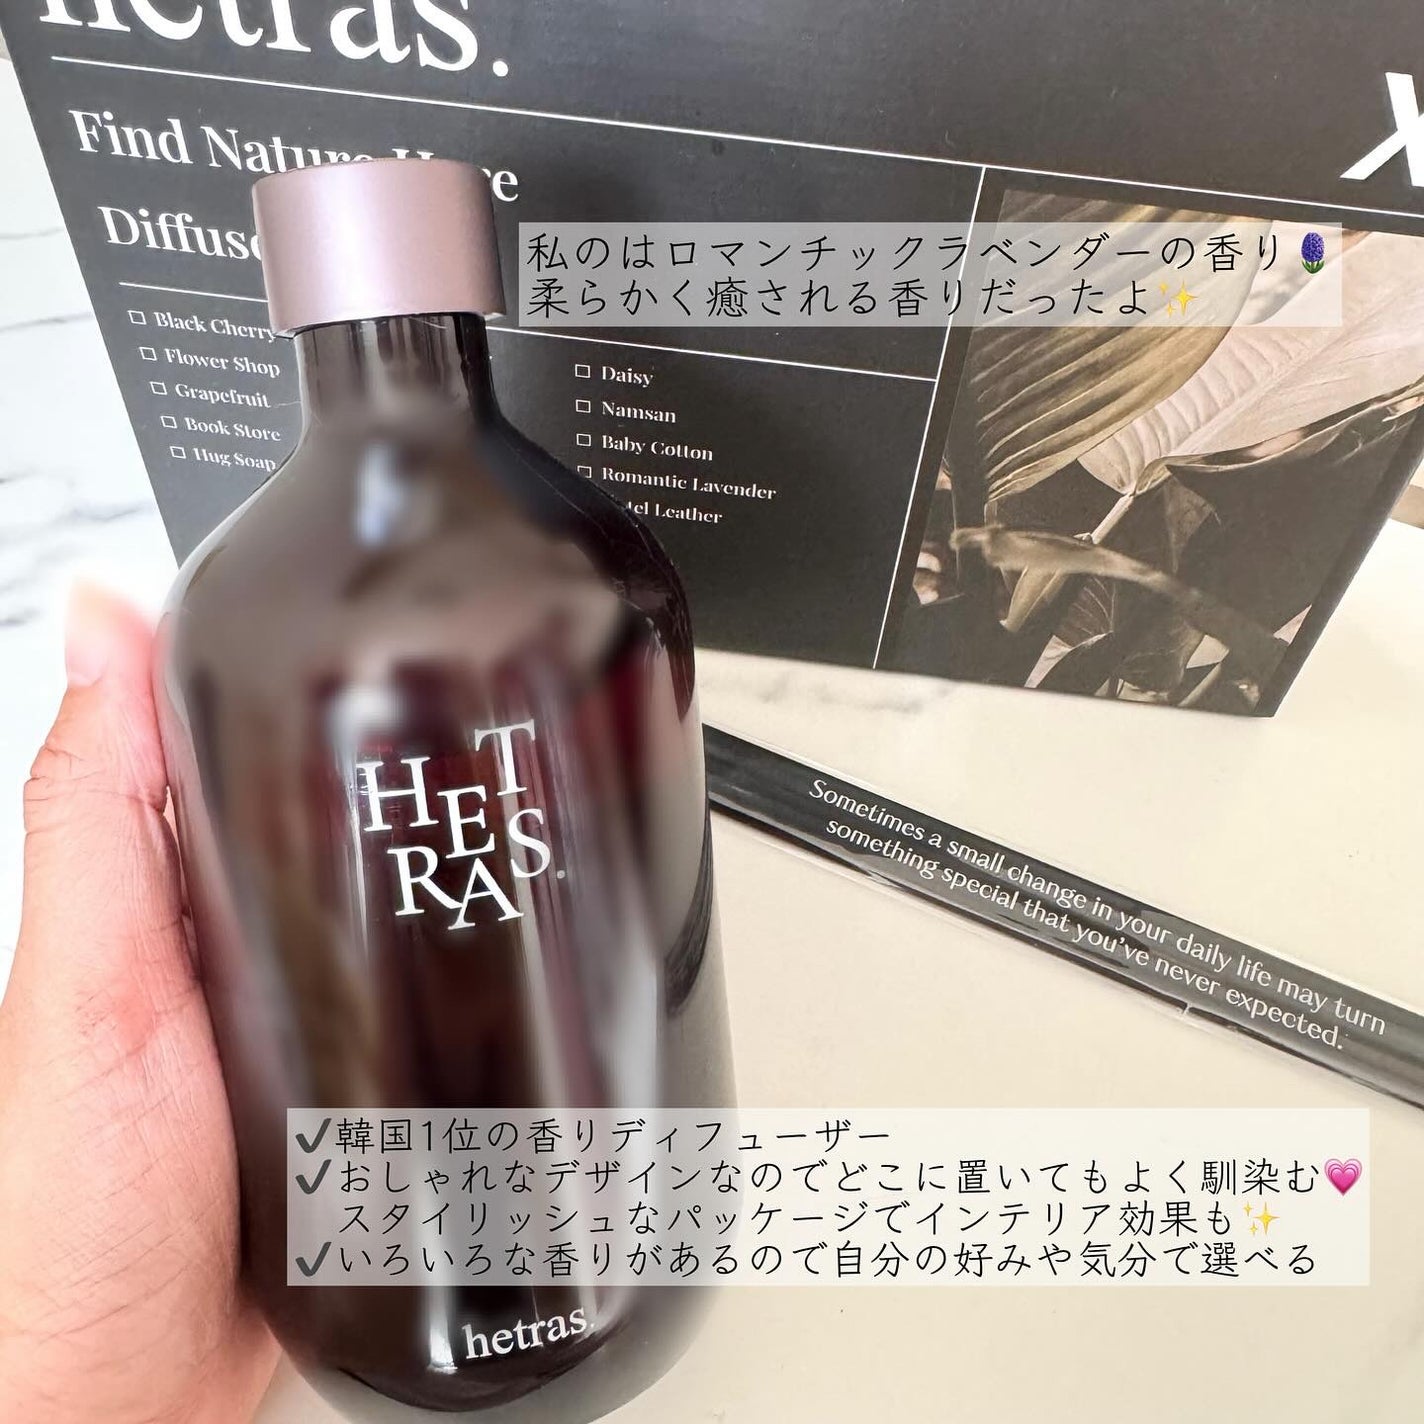 hetras.
Find Nature Here
X
私のはロマンチックラベンダーの香り🪻
柔らかく癒される香りだったよ✨
Black Cherry
Flower Shop
Grapefruit
Book Store
Hug Soap
Daisy
Namsan
Baby Cotton
Romantic Lavender
Leather
HETRAS.
Sometimes a small change in your daily life may turn
something special that you've never expected.
✔韓国1位の香りディフューザー
✔おしゃれなデザインなのでどこに置いてもよく馴染む💗
スタイリッシュなパッケージでインテリア効果も✨
✔いろいろな香りがあるので自分の好みや気分で選べる
hetras.